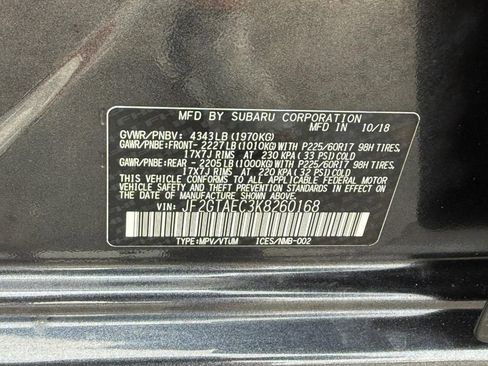 MFD BY SUBARU CORPORATION
MFD IN 10/18
GVWR/PNBV: 4343LB(1970KG)
GAWR/PNBE:FRONT- 2227LB(1010KG)WITH P225/60R17 98H TIRES,
17X7J RIMS AT 230 KPA(33 PSI)COLD
GAWR/PNBE:REAR - 2205LB(1000KG)WITH P225/60R17 98H TIRES,
17X7J RIMS AT 220 KPA(32 PSI)COLD
THIS VEHICLE CONFORMS TO ALL APPLICABLE FEDERAL MOTOR
VEHICLE SAFETY AND THEFT PREVENTION STANDARDS IN EFFECT ON
THE DATE OF MANUFACTURE SHOWN ABOVE.
VIN: JF2GTAEC3K8260168
TYPE:MPV/VTUM ICES/NMB-002